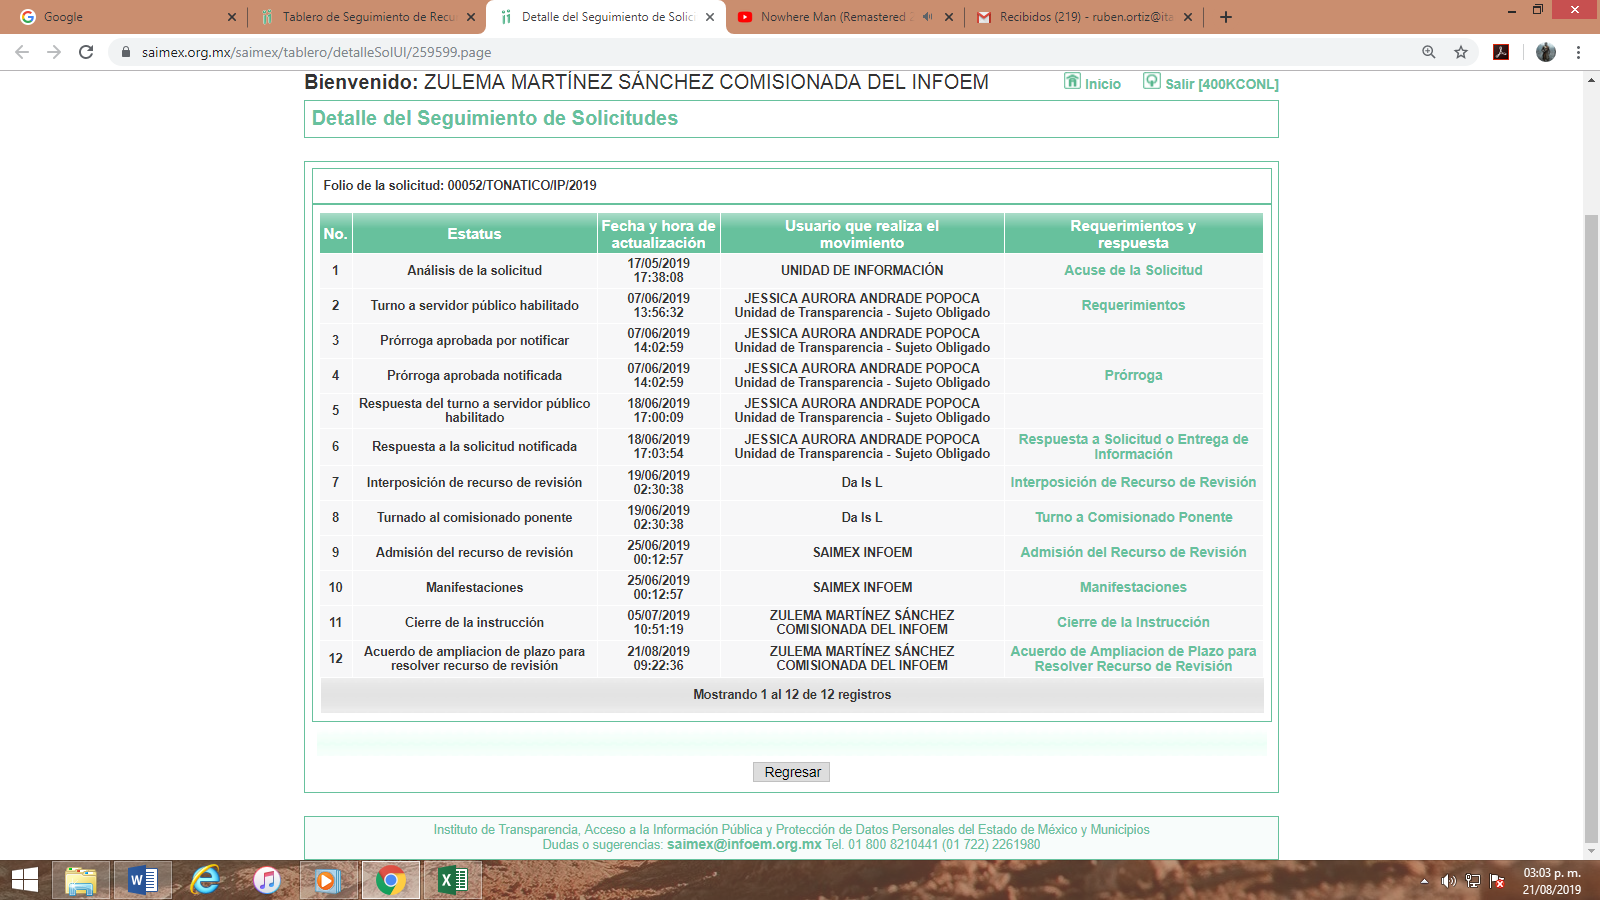 Google
Tablero de Seguimiento de Recu
Detalle del Seguimiento de Solic
Nowhere Man (Remastered 2
Recibidos (219) - ruben.ortiz@ita
saimex.org.mx/saimex/tablero/detalleSolUI/259599.page
Bienvenido: ZULEMA MARTÍNEZ SÁNCHEZ COMISIONADA DEL INFOEM
Inicio
Salir [400KCONL]
Detalle del Seguimiento de Solicitudes
Folio de la solicitud: 00052/TONATICO/IP/2019
No.
Estatus
Fecha y hora de
actualización
Usuario que realiza el
movimiento
Requerimientos y
respuesta
1
Análisis de la solicitud
17/05/2019
17:38:08
UNIDAD DE INFORMACIÓN
Acuse de la Solicitud
2
Turno a servidor público habilitado
07/06/2019
13:56:32
JESSICA AURORA ANDRADE POPOCA
Unidad de Transparencia - Sujeto Obligado
Requerimientos
3
Prórroga aprobada por notificar
07/06/2019
14:02:59
JESSICA AURORA ANDRADE POPOCA
Unidad de Transparencia - Sujeto Obligado
4
Prórroga aprobada notificada
07/06/2019
14:02:59
JESSICA AURORA ANDRADE POPOCA
Unidad de Transparencia - Sujeto Obligado
Prórroga
5
Respuesta del turno a servidor público
habilitado
18/06/2019
17:00:09
JESSICA AURORA ANDRADE POPOCA
Unidad de Transparencia - Sujeto Obligado
6
Respuesta a la solicitud notificada
18/06/2019
17:03:54
JESSICA AURORA ANDRADE POPOCA
Unidad de Transparencia - Sujeto Obligado
Respuesta a Solicitud o Entrega de
Información
7
Interposición de recurso de revisión
19/06/2019
02:30:38
Da Is L
Interposición de Recurso de Revisión
8
Turnado al comisionado ponente
19/06/2019
02:30:38
Da Is L
Turno a Comisionado Ponente
9
Admisión del recurso de revisión
25/06/2019
00:12:57
SAIMEX INFOEM
Admisión del Recurso de Revisión
10
Manifestaciones
25/06/2019
00:12:57
SAIMEX INFOEM
Manifestaciones
11
Cierre de la instrucción
05/07/2019
10:51:19
ZULEMA MARTÍNEZ SÁNCHEZ
COMISIONADA DEL INFOEM
Cierre de la Instrucción
12
Acuerdo de ampliacion de plazo para
resolver recurso de revisión
21/08/2019
09:22:36
ZULEMA MARTÍNEZ SÁNCHEZ
COMISIONADA DEL INFOEM
Acuerdo de Ampliacion de Plazo para
Resolver Recurso de Revisión
Mostrando 1 al 12 de 12 registros
Regresar
Instituto de Transparencia, Acceso a la Información Pública y Protección de Datos Personales del Estado de México y Municipios
Dudas o sugerencias: saimex@infoem.org.mx Tel. 01 800 8210441 (01 722) 2261980
03:03 p. m.
21/08/2019